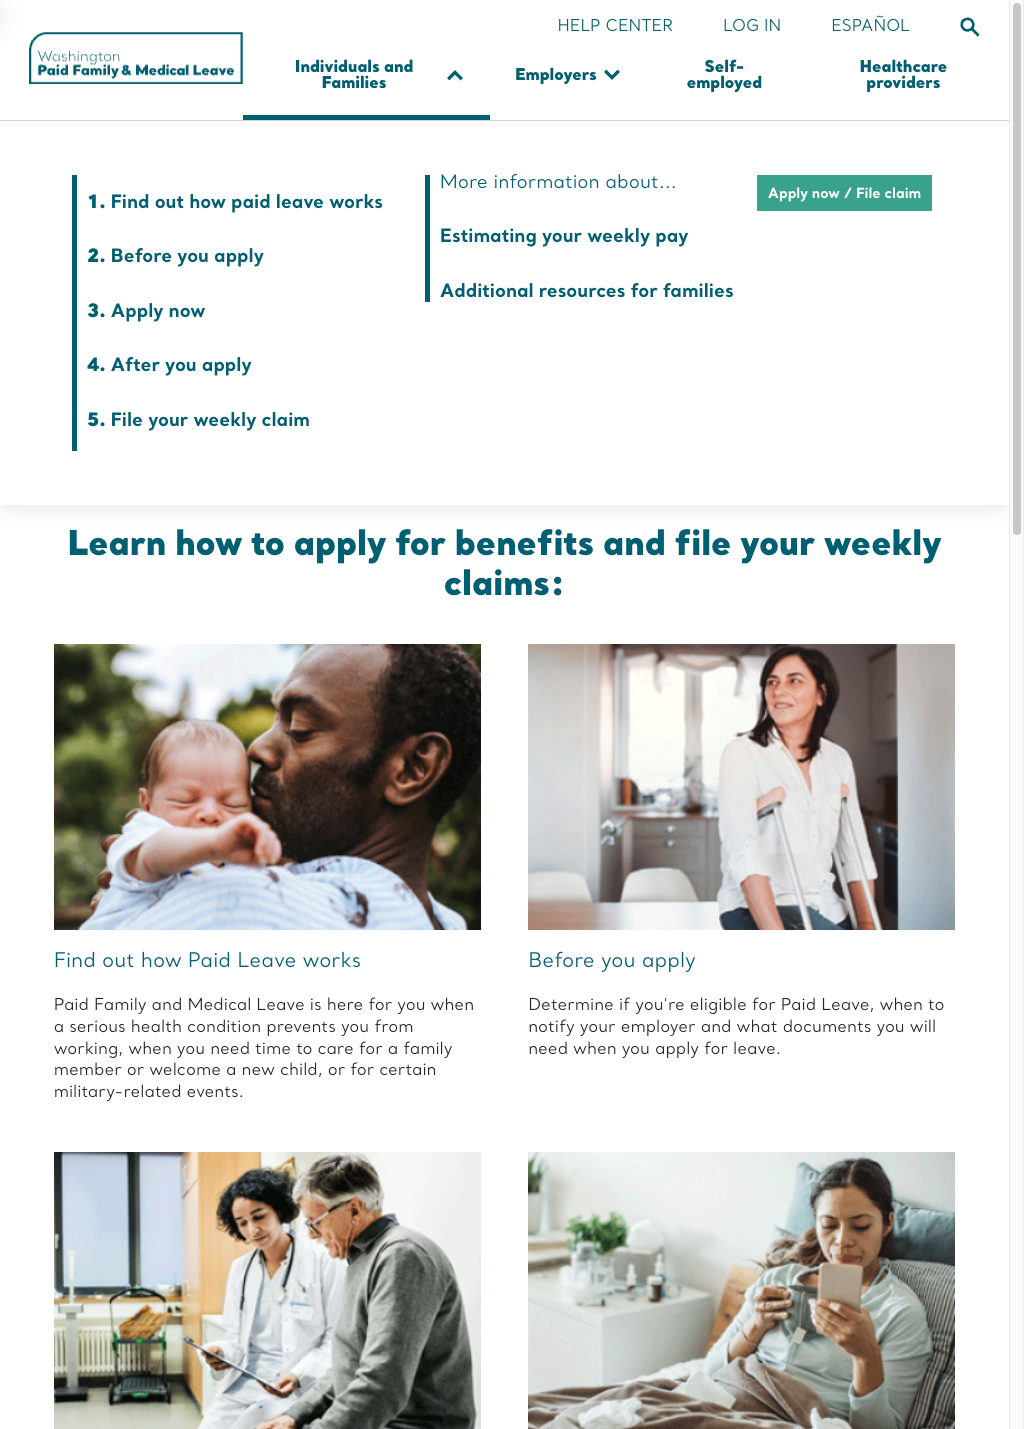 HELP CENTER
LOG IN
ESPAÑOL
Washington
Paid Family & Medical Leave
Individuals and
Families
Employers
Self-
employed
Healthcare
providers
1. Find out how paid leave works
2. Before you apply
3. Apply now
4. After you apply
5. File your weekly claim
More information about...
Estimating your weekly pay
Additional resources for families
Apply now / File claim
Learn how to apply for benefits and file your weekly
claims:
Find out how Paid Leave works
Paid Family and Medical Leave is here for you when
a serious health condition prevents you from
working, when you need time to care for a family
member or welcome a new child, or for certain
military-related events.
Before you apply
Determine if you're eligible for Paid Leave, when to
notify your employer and what documents you will
need when you apply for leave.